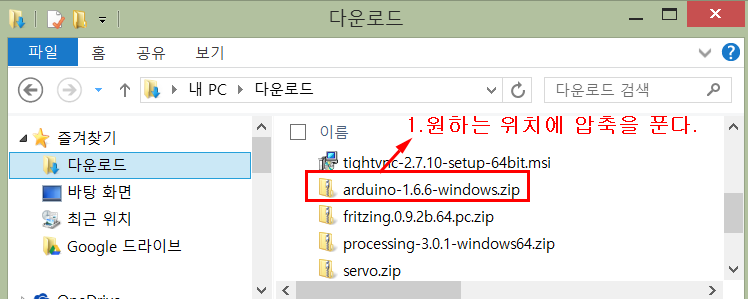 다운로드
파일 홈 공유 보기
내 PC 다운로드 다운로드 검색
1.원하는 위치에 압축을 푼다.
즐겨찾기
다운로드
바탕 화면
최근 위치
Google 드라이브
OneDrive
이름
tightvnc-2.7.10-setup-64bit.msi
arduino-1.6.6-windows.zip
fritzing.0.9.2b.64.pc.zip
processing-3.0.1-windows64.zip
servo.zip